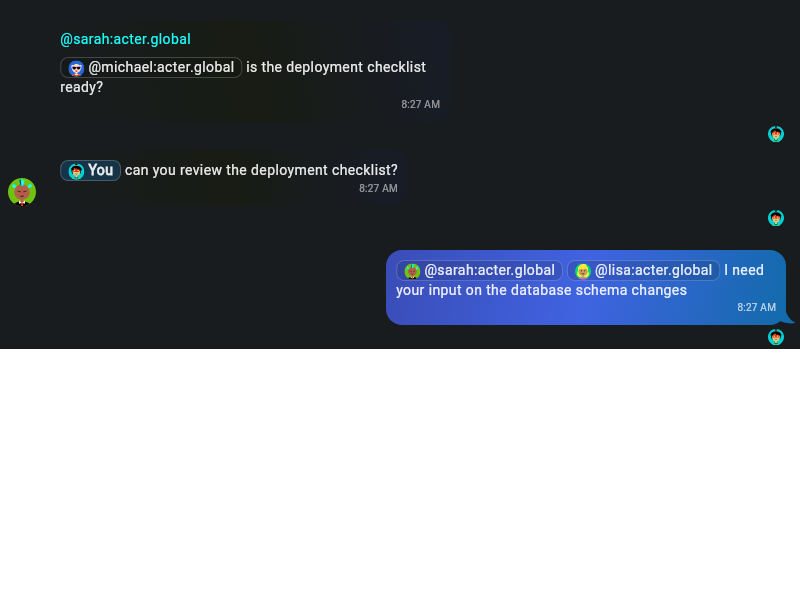 @sarah:acter.global
@michael:acter.global is the deployment checklist
ready?
8:27 AM
You can you review the deployment checklist?
8:27 AM
@sarah:acter.global @lisa:acter.global I need
your input on the database schema changes
8:27 AM